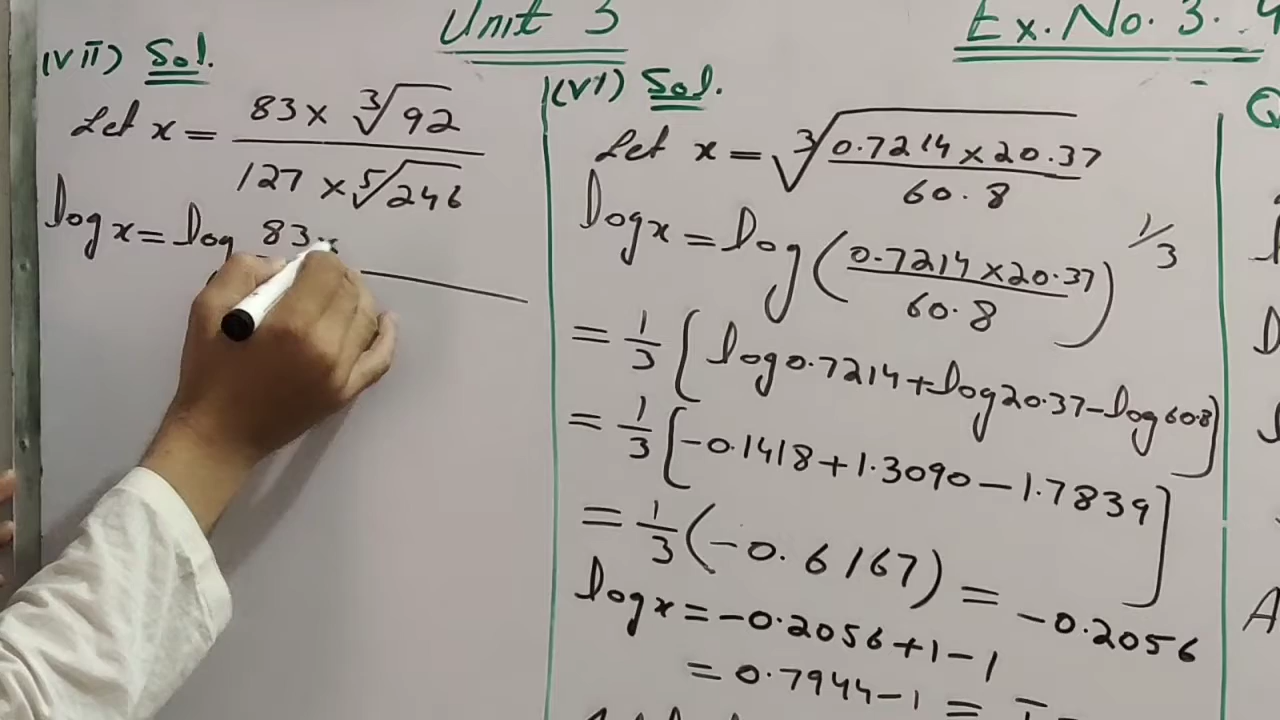 Unit 3
Ex.No. 3.4
(vii) Sol.
Let x = (83 × ∛92) / (127 × ⁵√246)
log x = log 83×
(vi) Sol.
Let x = ∛((0.7214 × 20.37) / 60.8)
log x = log ((0.7214 × 20.37) / 60.8)^(1/3)
= 1/3 [log 0.7214 + log 20.37 − log 60.8]
= 1/3 [−0.1418 + 1.3090 − 1.7839]
= 1/3 (−0.6167) = −0.2056
log x = −0.2056 + 1 − 1
= 0.7944 − 1 =